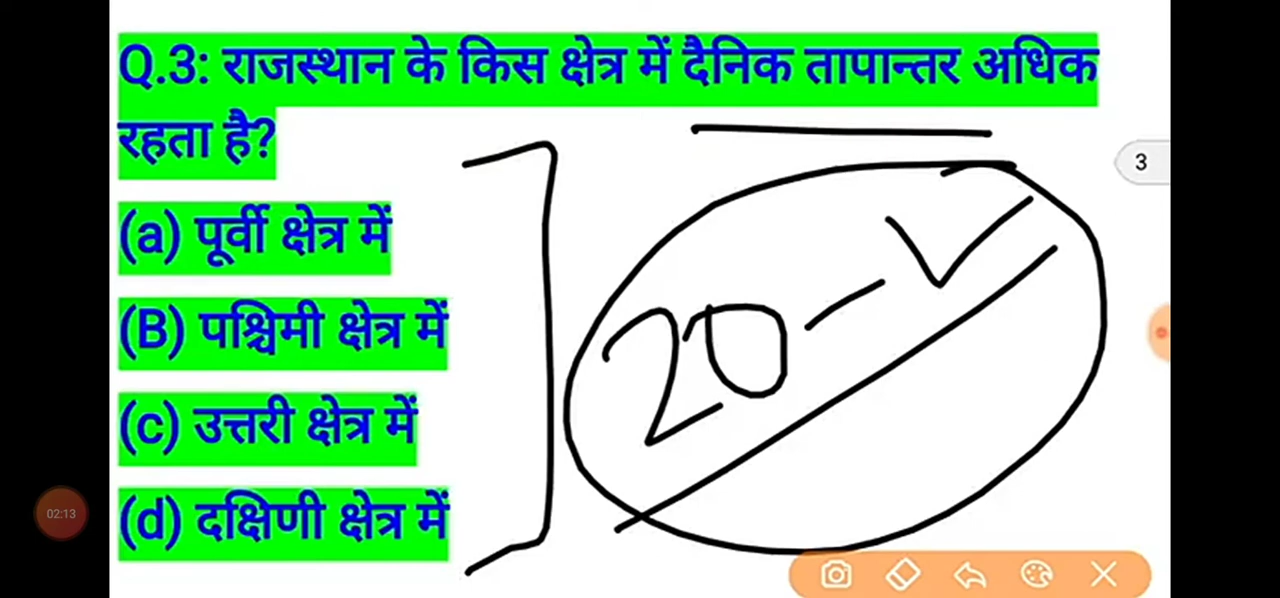 Q.3: राजस्थान के किस क्षेत्र में दैनिक तापान्तर अधिक
रहता है?
3
(a) पूर्वी क्षेत्र में
20 -
(B) पश्चिमी क्षेत्र में
(c) उत्तरी क्षेत्र में
(d) दक्षिणी क्षेत्र में
02:13